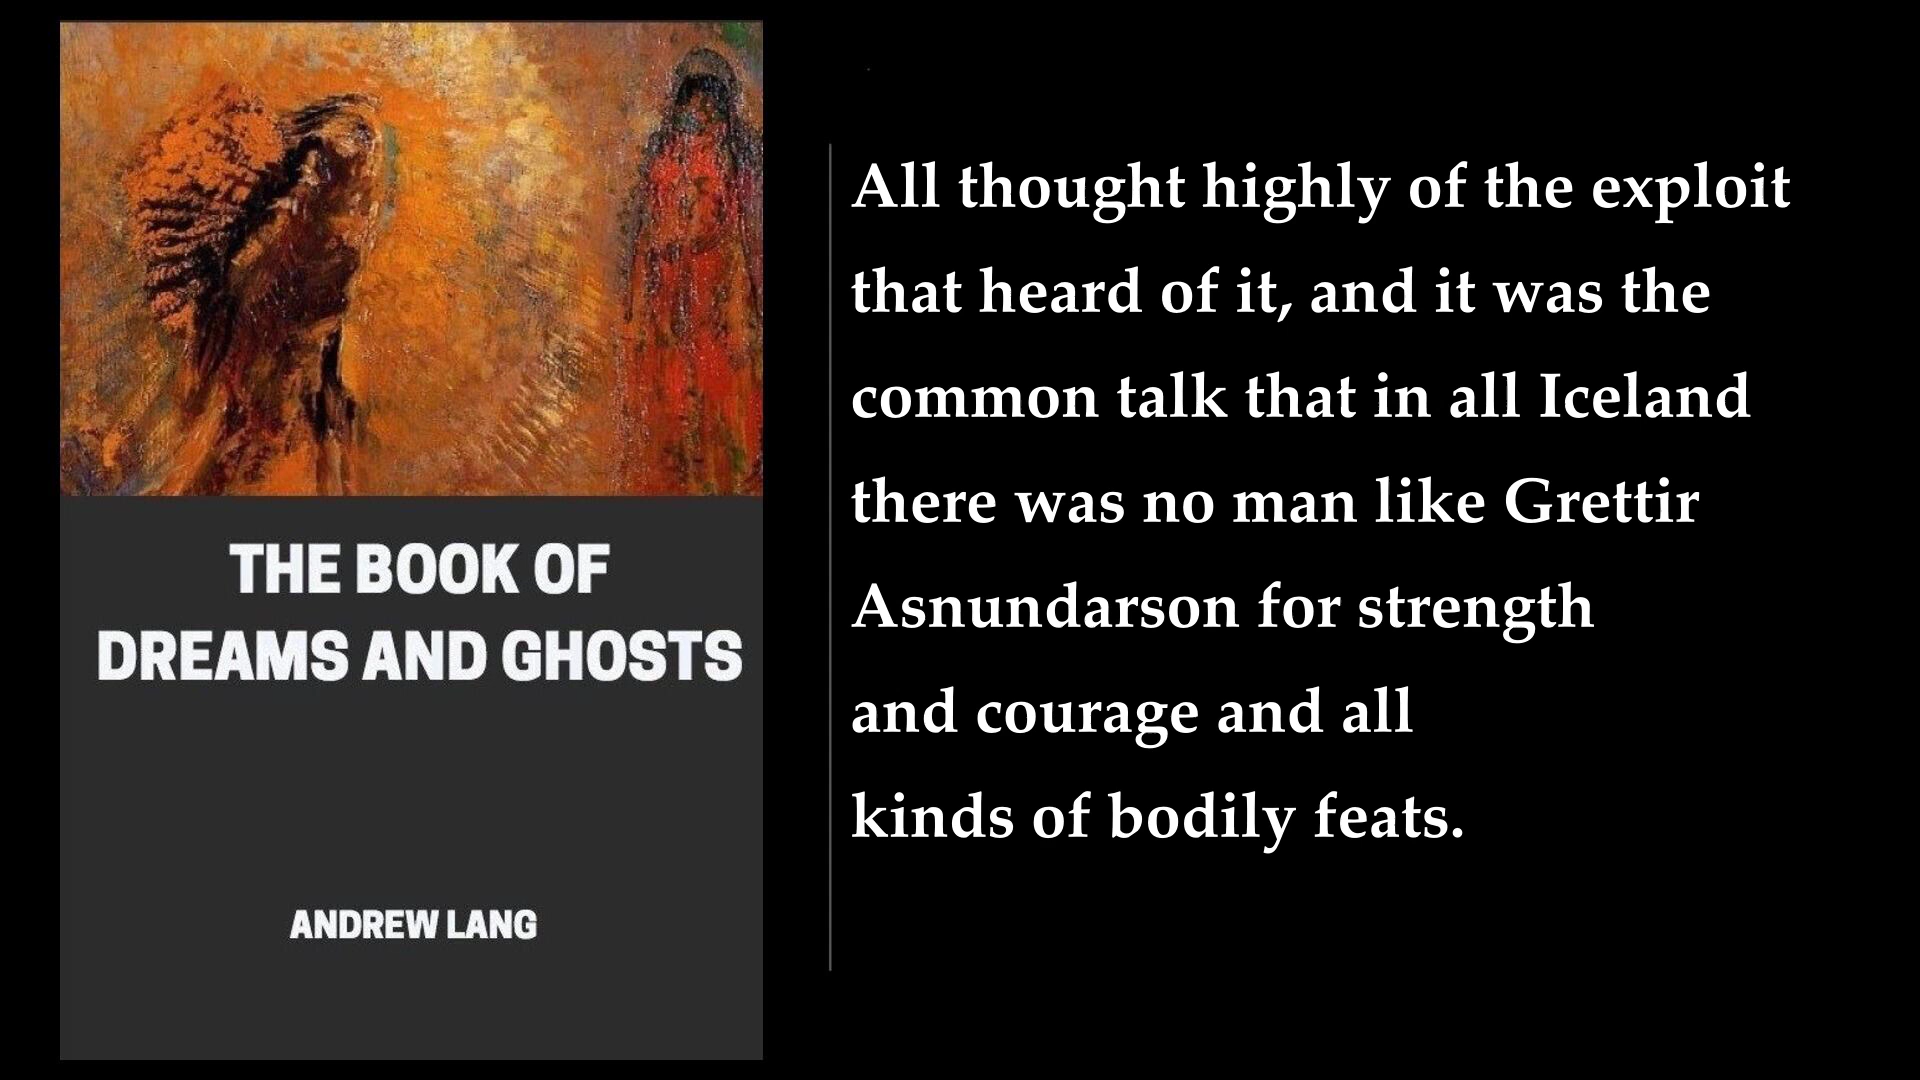 THE BOOK OF
DREAMS AND GHOSTS
ANDREW LANG
All thought highly of the exploit
that heard of it, and it was the
common talk that in all Iceland
there was no man like Grettir
Asnundarson for strength
and courage and all
kinds of bodily feats.